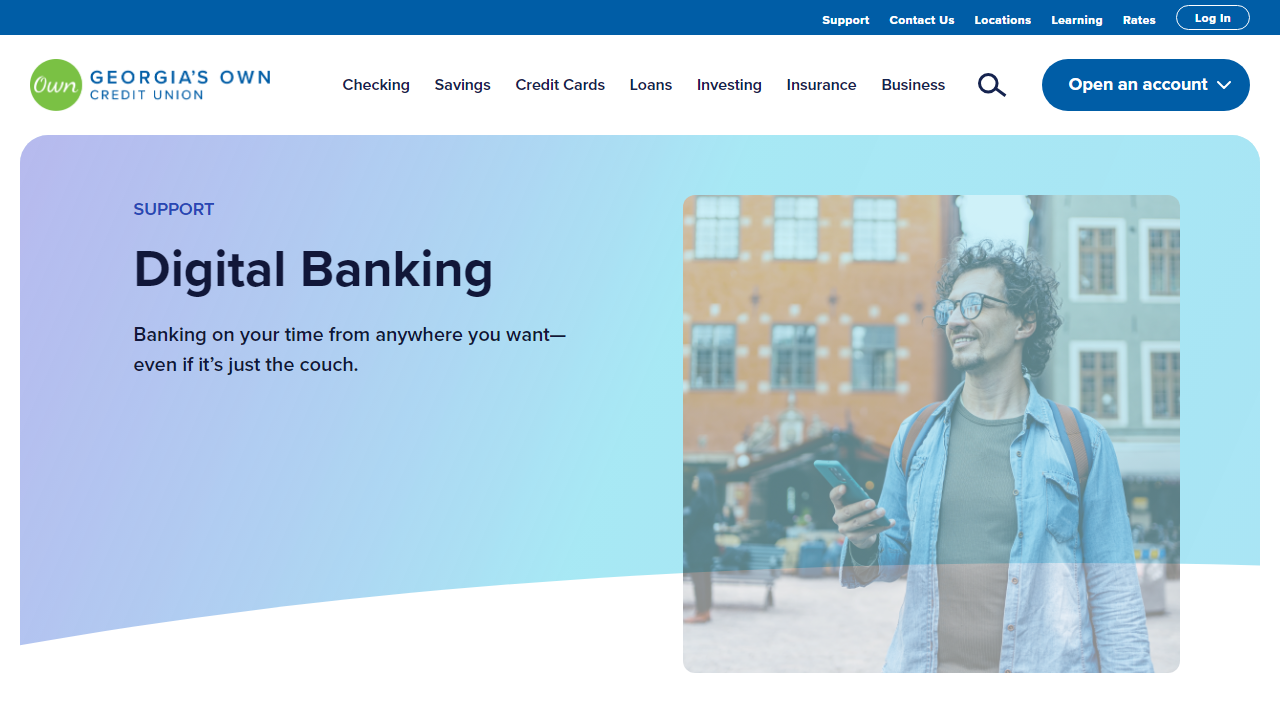 Support Contact Us Locations Learning Rates Log In
Own GEORGIA'S OWN
CREDIT UNION
Checking Savings Credit Cards Loans Investing Insurance Business Open an account
SUPPORT
Digital Banking
Banking on your time from anywhere you want—
even if it’s just the couch.